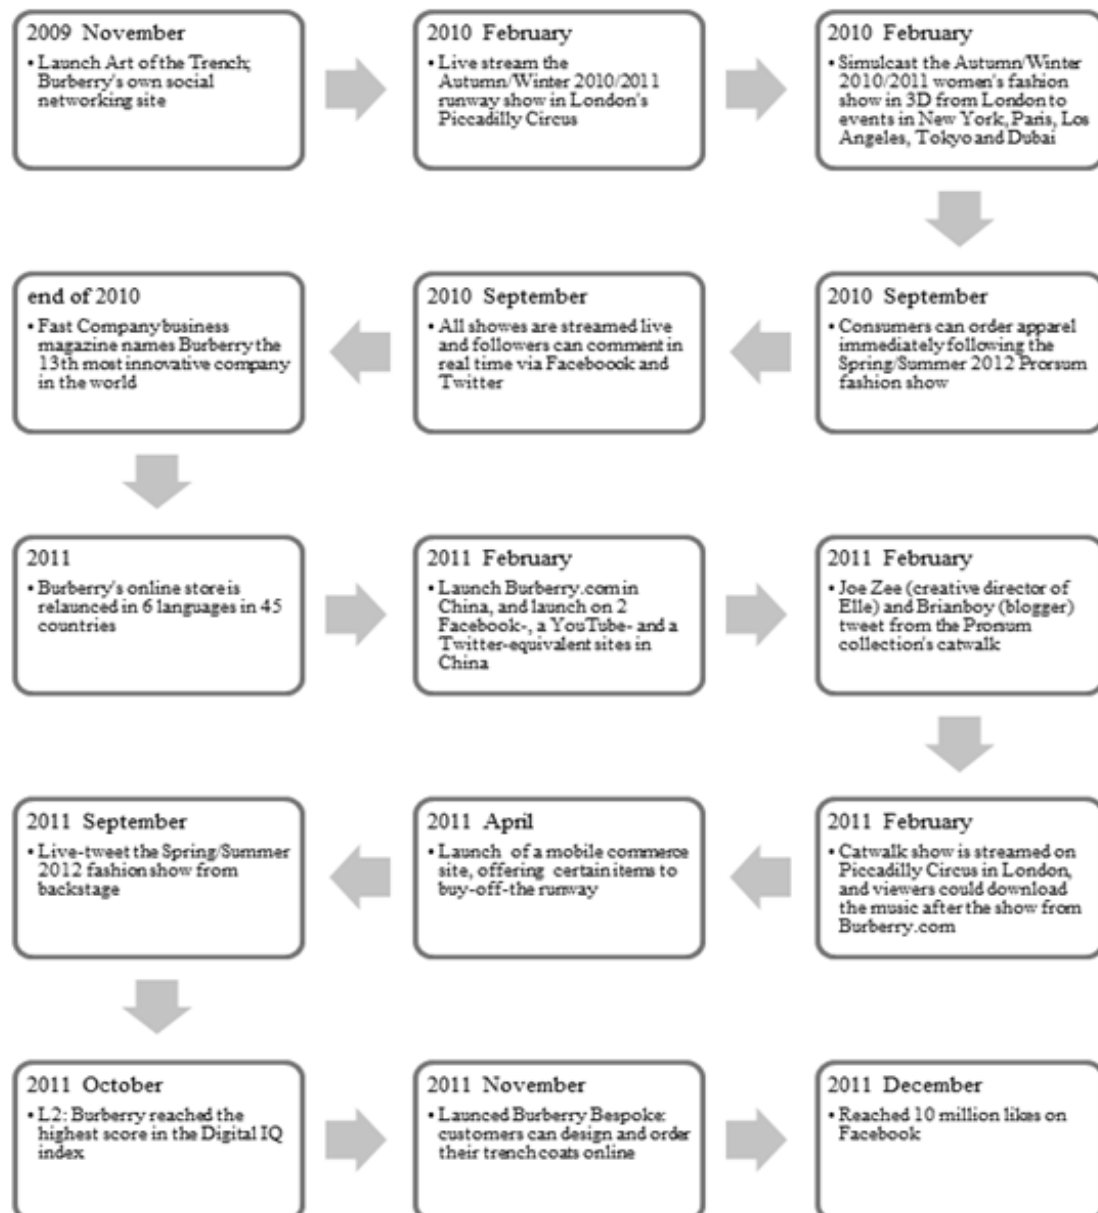 2009 November
• Launch Art of the Trench;
Burberry's own social
networking site
2010 February
• Live stream the
Autumn/Winter 2010/2011
runway show in London's
Piccadilly Circus
2010 February
• Simulcast the Autumn/Winter
2010/2011 women's fashion
show in 3D from London to
events in New York, Paris, Los
Angeles, Tokyo and Dubai
2010 September
• Consumers can order apparel
immediately following the
Spring/Summer 2012 Prorsum
fashion show
2010 September
• All showes are streamed live
and followers can comment in
real time via Faceboook and
Twitter
end of 2010
• Fast Company business
magazine names Burberry the
13th most innovative company
in the world
2011
• Burberry's online store is
relaunced in 6 languages in 45
countries
2011 February
• Launch Burberry.com in
China, and launch on 2
Facebook-, a YouTube- and a
Twitter-equivalent sites in
China
2011 February
• Joe Zee (creative director of
Elle) and Brianboy (blogger)
tweet from the Prorsum
collection's catwalk
2011 February
• Catwalk show is streamed on
Piccadilly Circus in London,
and viewers could download
the music after the show from
Burberry.com
2011 April
• Launch of a mobile commerce
site, offering certain items to
buy-off-the runway
2011 September
• Live-tweet the Spring/Summer
2012 fashion show from
backstage
2011 October
• L2: Burberry reached the
highest score in the Digital IQ
index
2011 November
• Launced Burberry Bespoke:
customers can design and order
their trench coats online
2011 December
• Reached 10 million likes on
Facebook